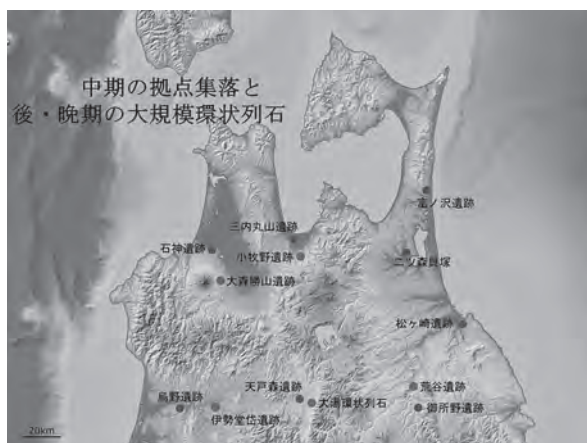 中期の拠点集落と
後・晩期の大規模環状列石
富ノ沢遺跡
三内丸山遺跡
石神遺跡
小牧野遺跡
二ツ森貝塚
大森勝山遺跡
松ヶ崎遺跡
天戸森遺跡
荒谷遺跡
烏野遺跡
大湯環状列石
御所野遺跡
伊勢堂岱遺跡
20km